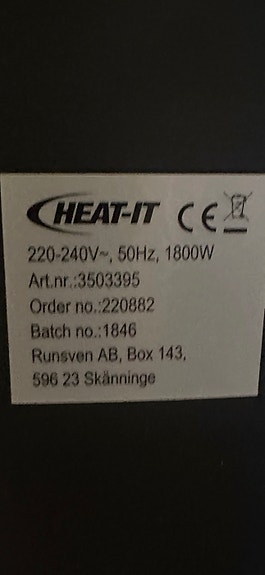 HEAT-IT CE
220-240V~, 50Hz, 1800W
Art.nr.:3503395
Order no.:220882
Batch no.:1846
Runsven AB, Box 143,
596 23 Skänninge